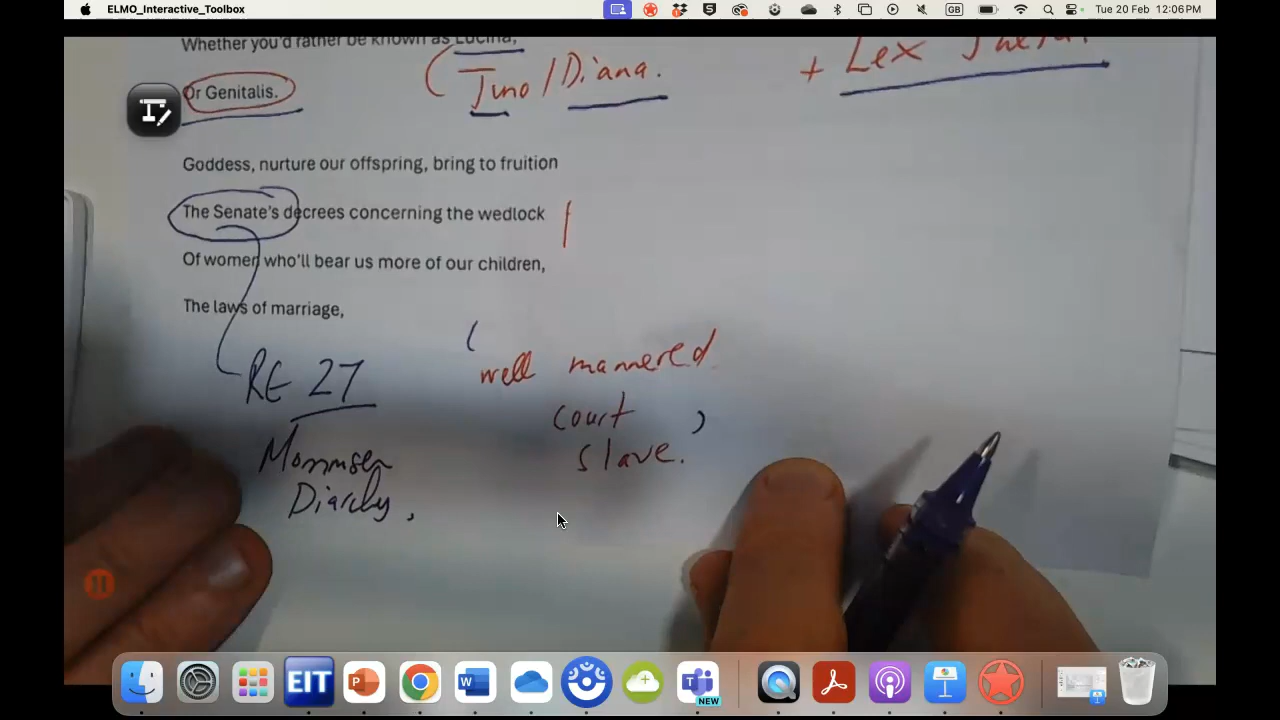 ELMO_Interactive_Toolbox
GB
Tue 20 Feb 12:06PM
Whether you'd rather be known as Lucina,
(Juno / Diana.
+ Lex
Or Genitalis.
Goddess, nurture our offspring, bring to fruition
The Senate's decrees concerning the wedlock
Of women who'll bear us more of our children,
The laws of marriage,
RE 27
Mommsen
Diarchy,
' well mannered
court
slave. '
EIT
P
W
T
NEW